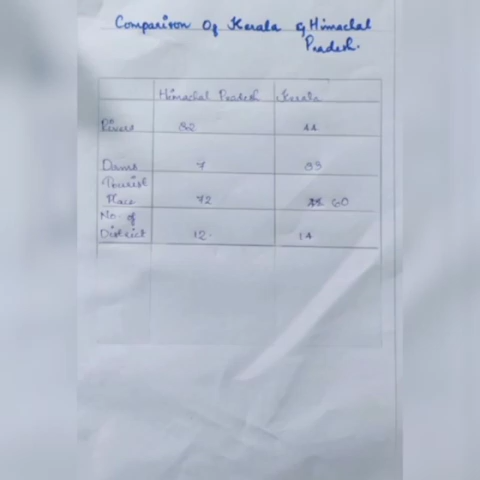 Comparison Of Kerala & Himachal
Pradesh.
Himachal Pradesh Kerala
Rivers 82 44
Dams 7 83
Tourist
Place 72 60
No. of
District 12. 14